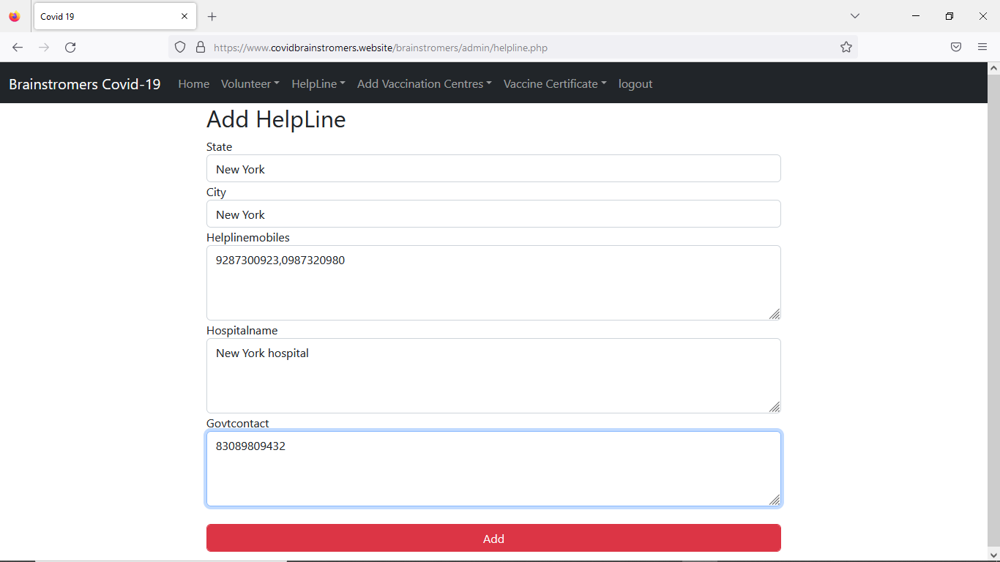 Covid 19
https://www.covidbrainstromers.website/brainstromers/admin/helpline.php
Brainstromers Covid-19 Home Volunteer HelpLine Add Vaccination Centres Vaccine Certificate logout
Add HelpLine
State
New York
City
New York
Helplinemobiles
9287300923,0987320980
Hospitalname
New York hospital
Govtcontact
83089809432
Add